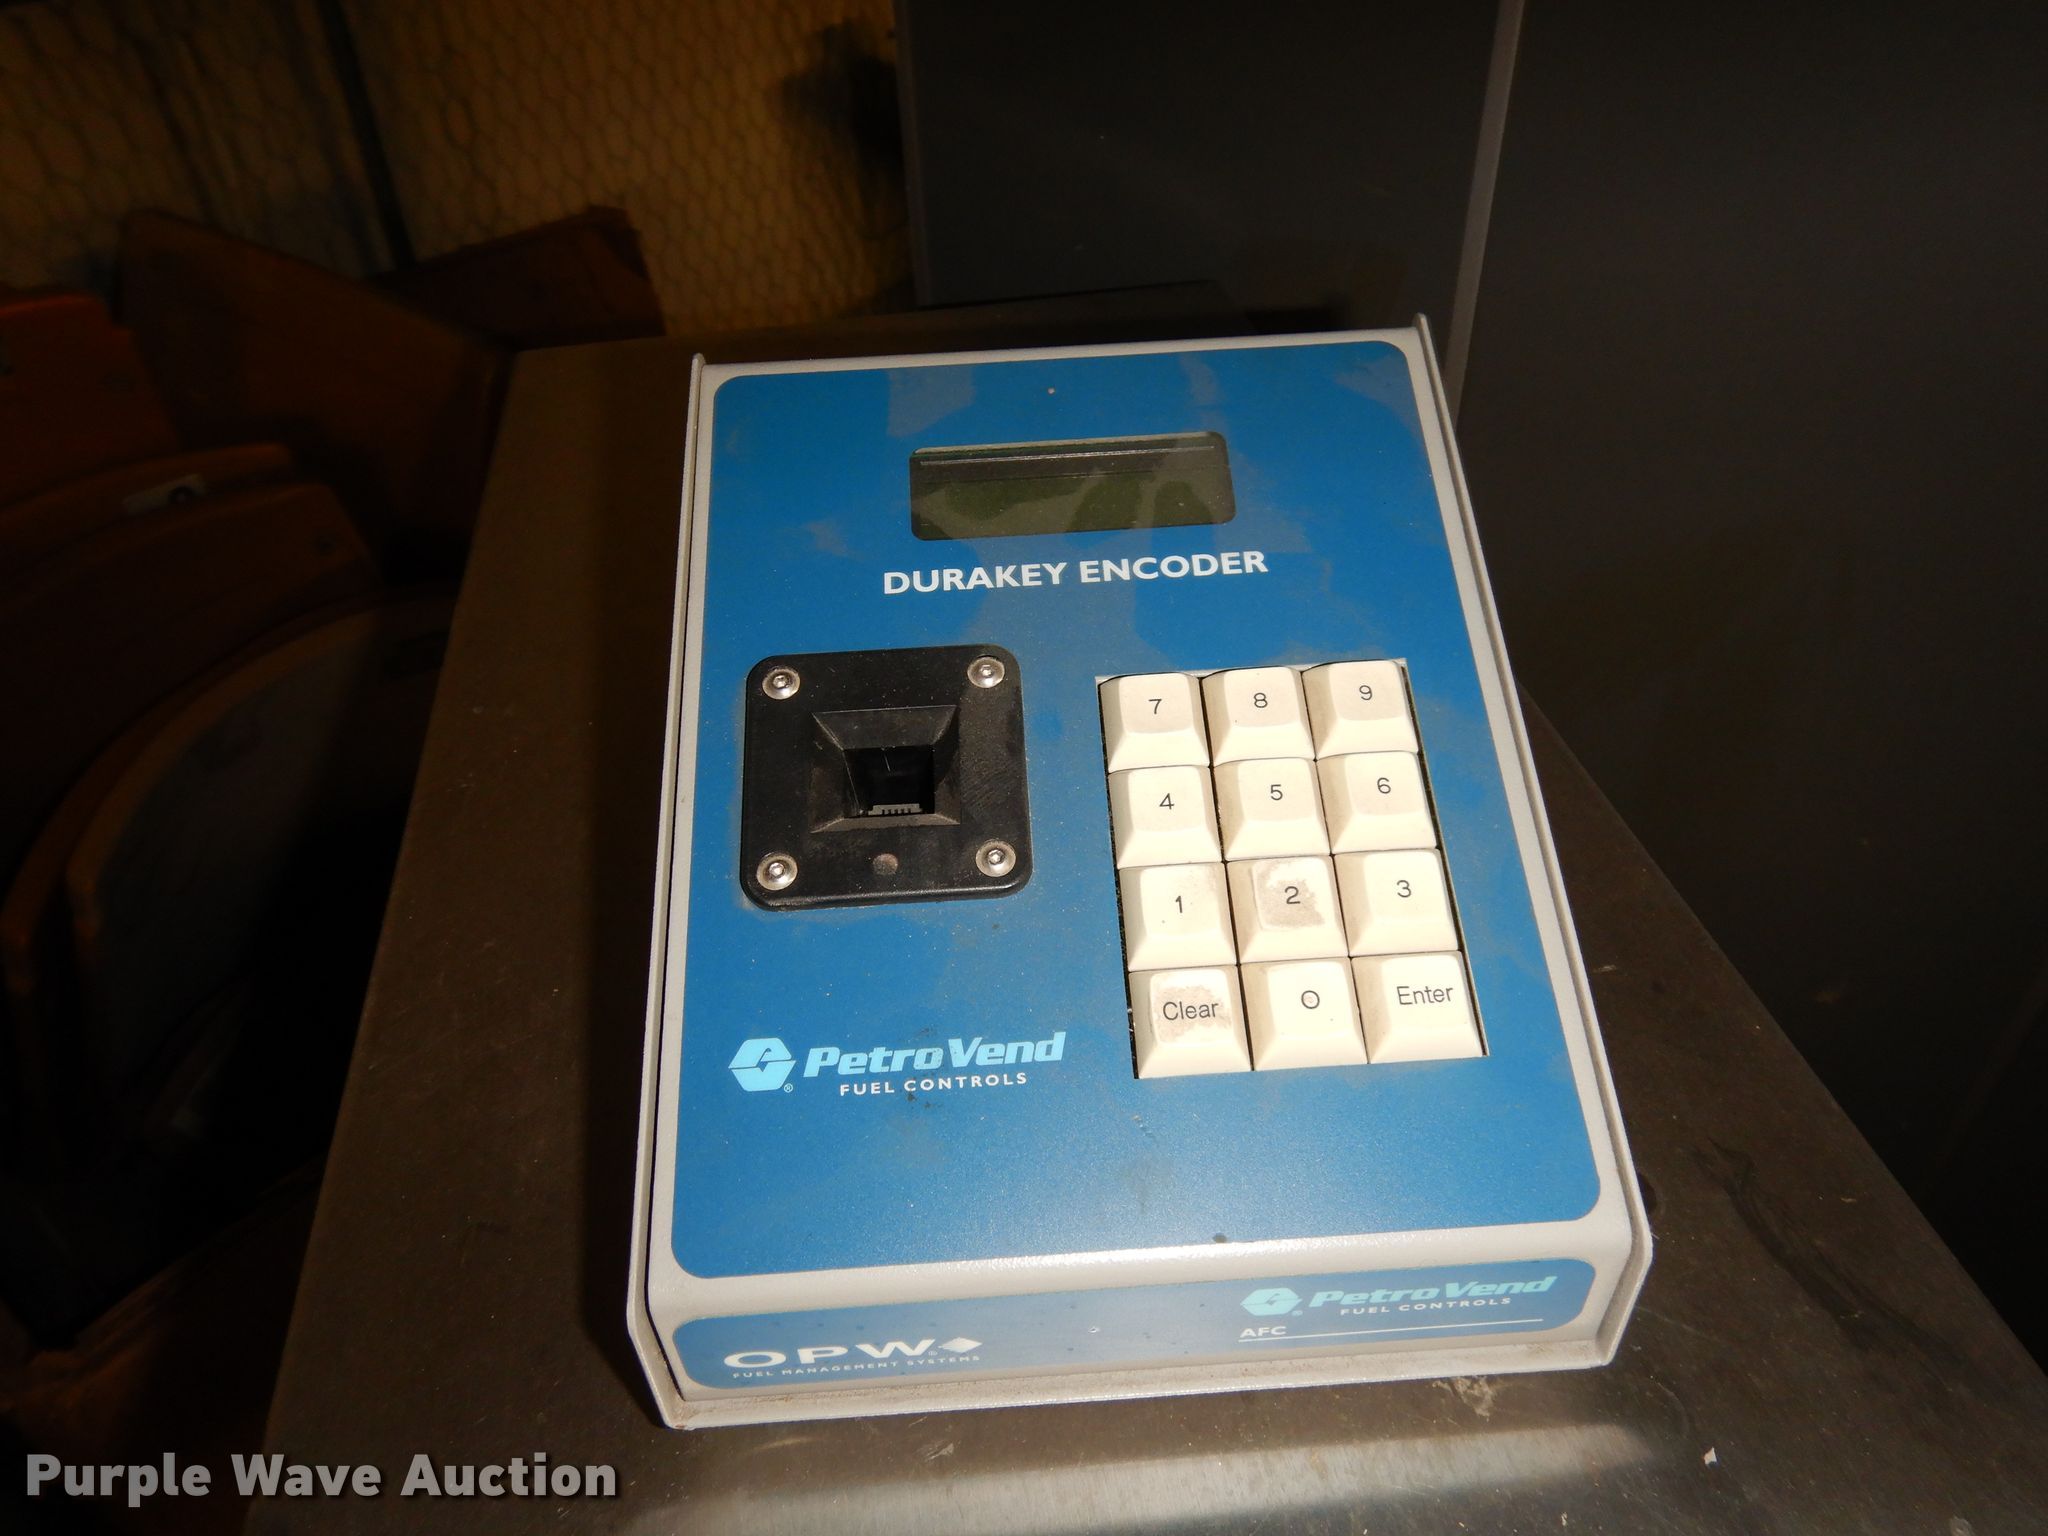 DURAKEY ENCODER
7 8 9
4 5 6
1 2 3
Clear 0 Enter
PetroVend
® FUEL CONTROLS
PetroVend
® FUEL CONTROLS
AFC
OPW®
FUEL MANAGEMENT SYSTEMS
Purple Wave Auction